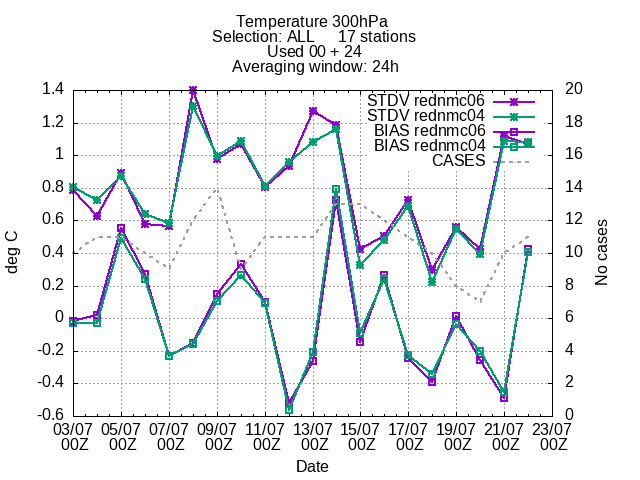 Temperature 300hPa
Selection: ALL 17 stations
Used 00 + 24
Averaging window: 24h
STDV rednmc06
STDV rednmc04
BIAS rednmc06
BIAS rednmc04
CASES
1.4
1.2
1
0.8
0.6
0.4
0.2
0
-0.2
-0.4
-0.6
20
18
16
14
12
10
8
6
4
2
0
deg C
No cases
03/07 05/07 07/07 09/07 11/07 13/07 15/07 17/07 19/07 21/07 23/07
00Z 00Z 00Z 00Z 00Z 00Z 00Z 00Z 00Z 00Z 00Z
Date